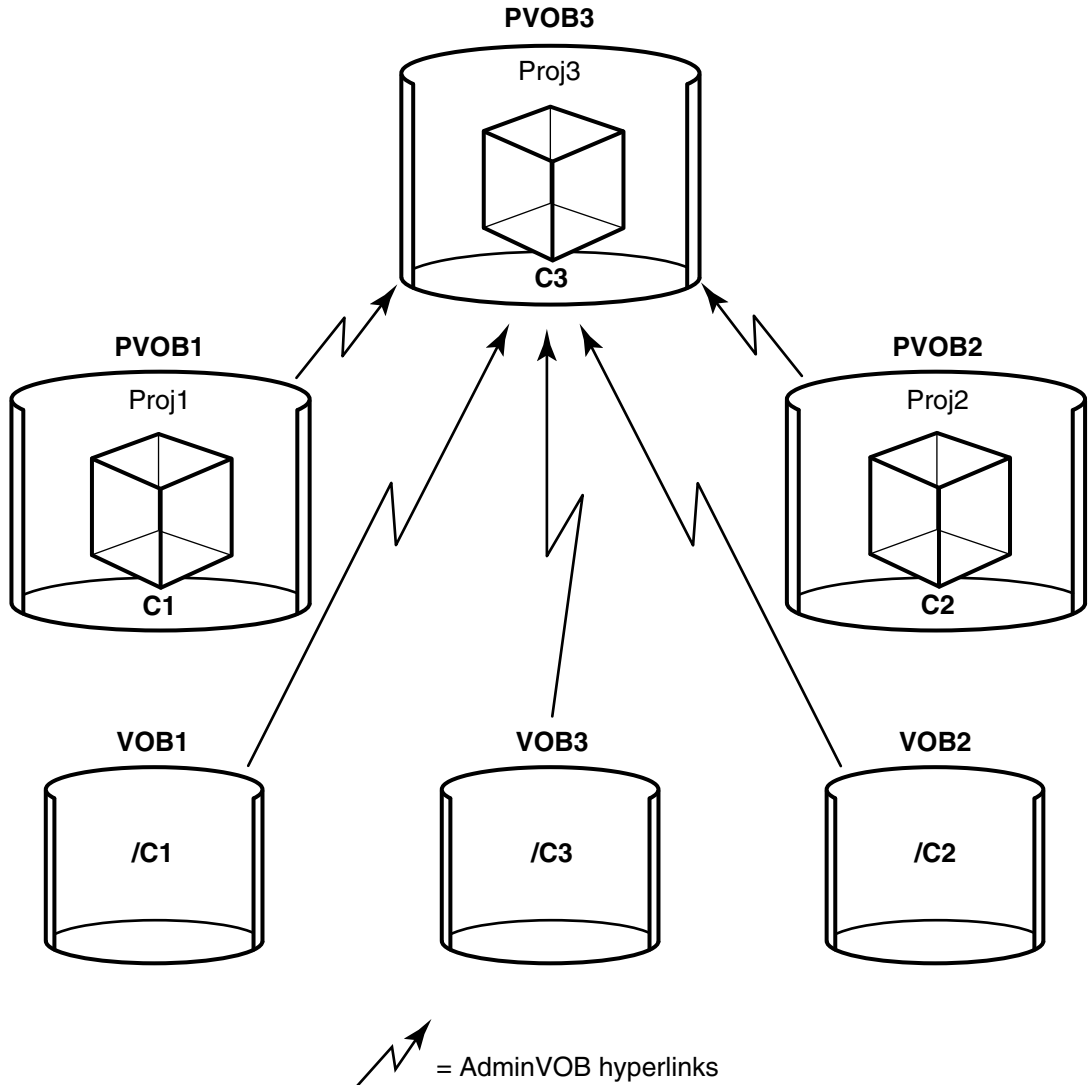 PVOB3
Proj3
C3
PVOB1
PVOB2
Proj1
Proj2
C1
C2
VOB1
VOB3
VOB2
/C1
/C3
/C2
= AdminVOB hyperlinks